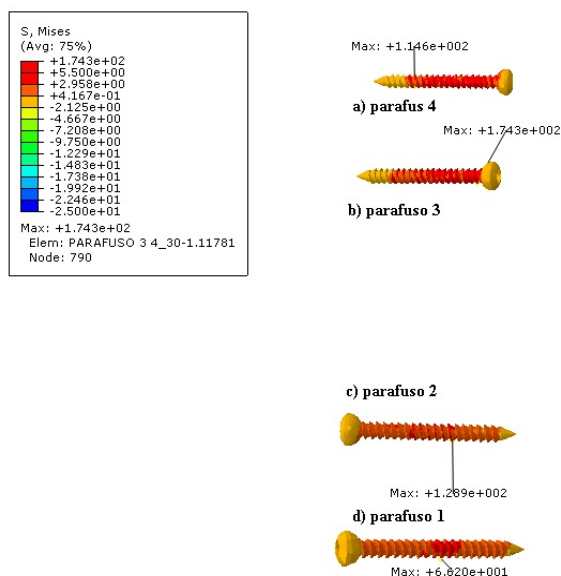 S, Mises
(Avg: 75%)
+1.743e+02
+5.500e+00
+2.958e+00
+4.167e-01
-2.125e+00
-4.667e+00
-7.208e+00
-9.750e+00
-1.229e+01
-1.483e+01
-1.738e+01
-1.992e+01
-2.246e+01
-2.500e+01
Max: +1.743e+02
Elem: PARAFUSO 3 4_30-1.11781
Node: 790
Max: +1.146e+002
a) parafus 4
Max: +1.743e+002
b) parafuso 3
c) parafuso 2
Max: +1.289e+002
d) parafuso 1
Max: +6.620e+001